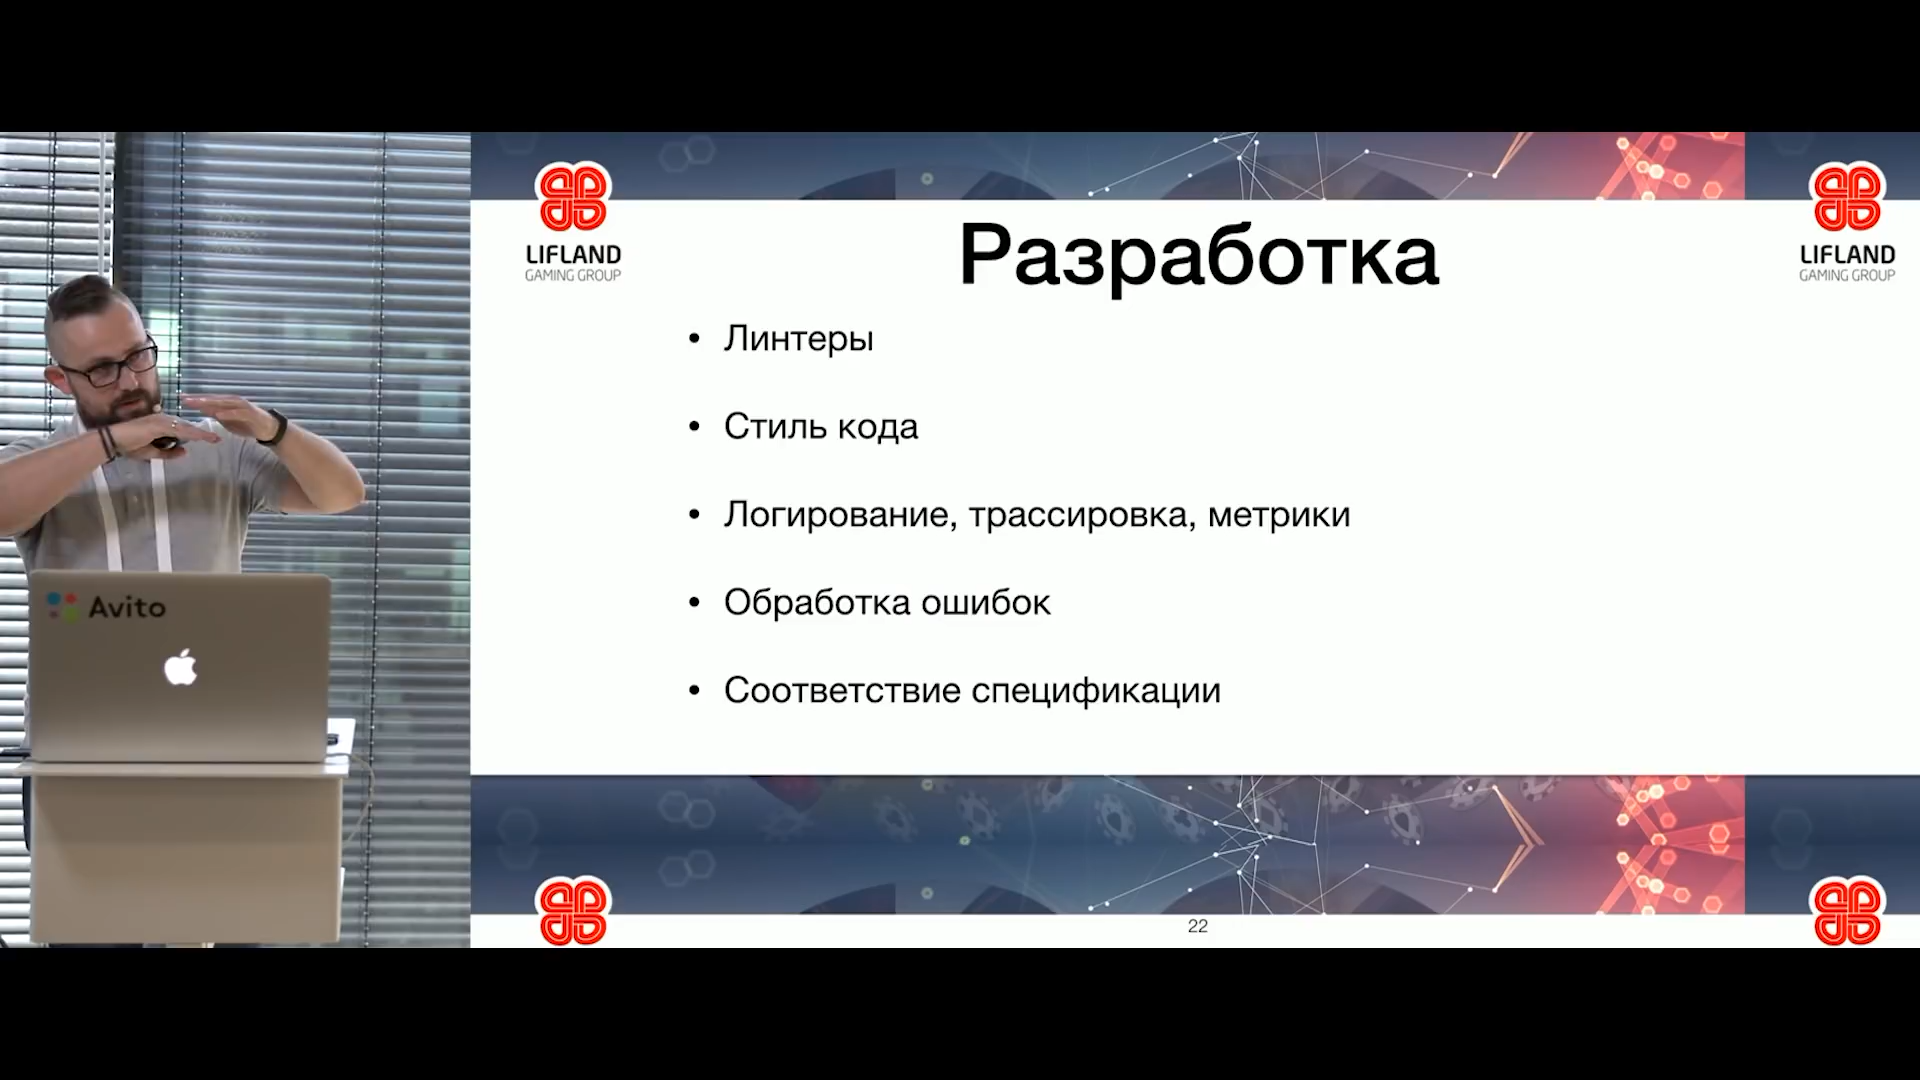 LIFLAND
GAMING GROUP
Разработка
LIFLAND
GAMING GROUP
• Линтеры
• Стиль кода
• Логирование, трассировка, метрики
• Обработка ошибок
• Соответствие спецификации
Avito
22